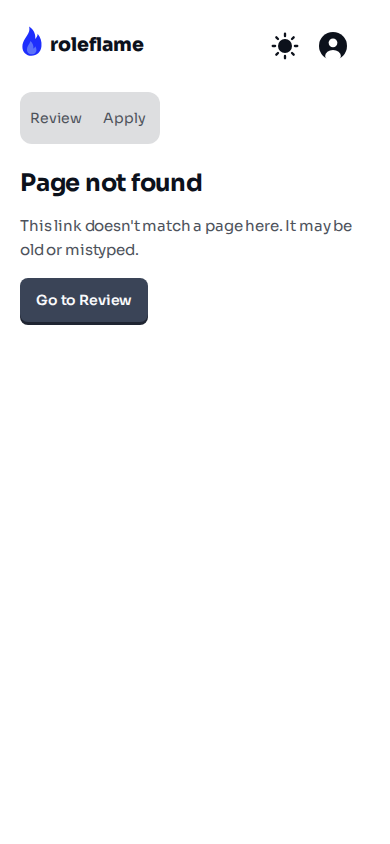 roleflame
Review Apply
Page not found
This link doesn't match a page here. It may be
old or mistyped.
Go to Review